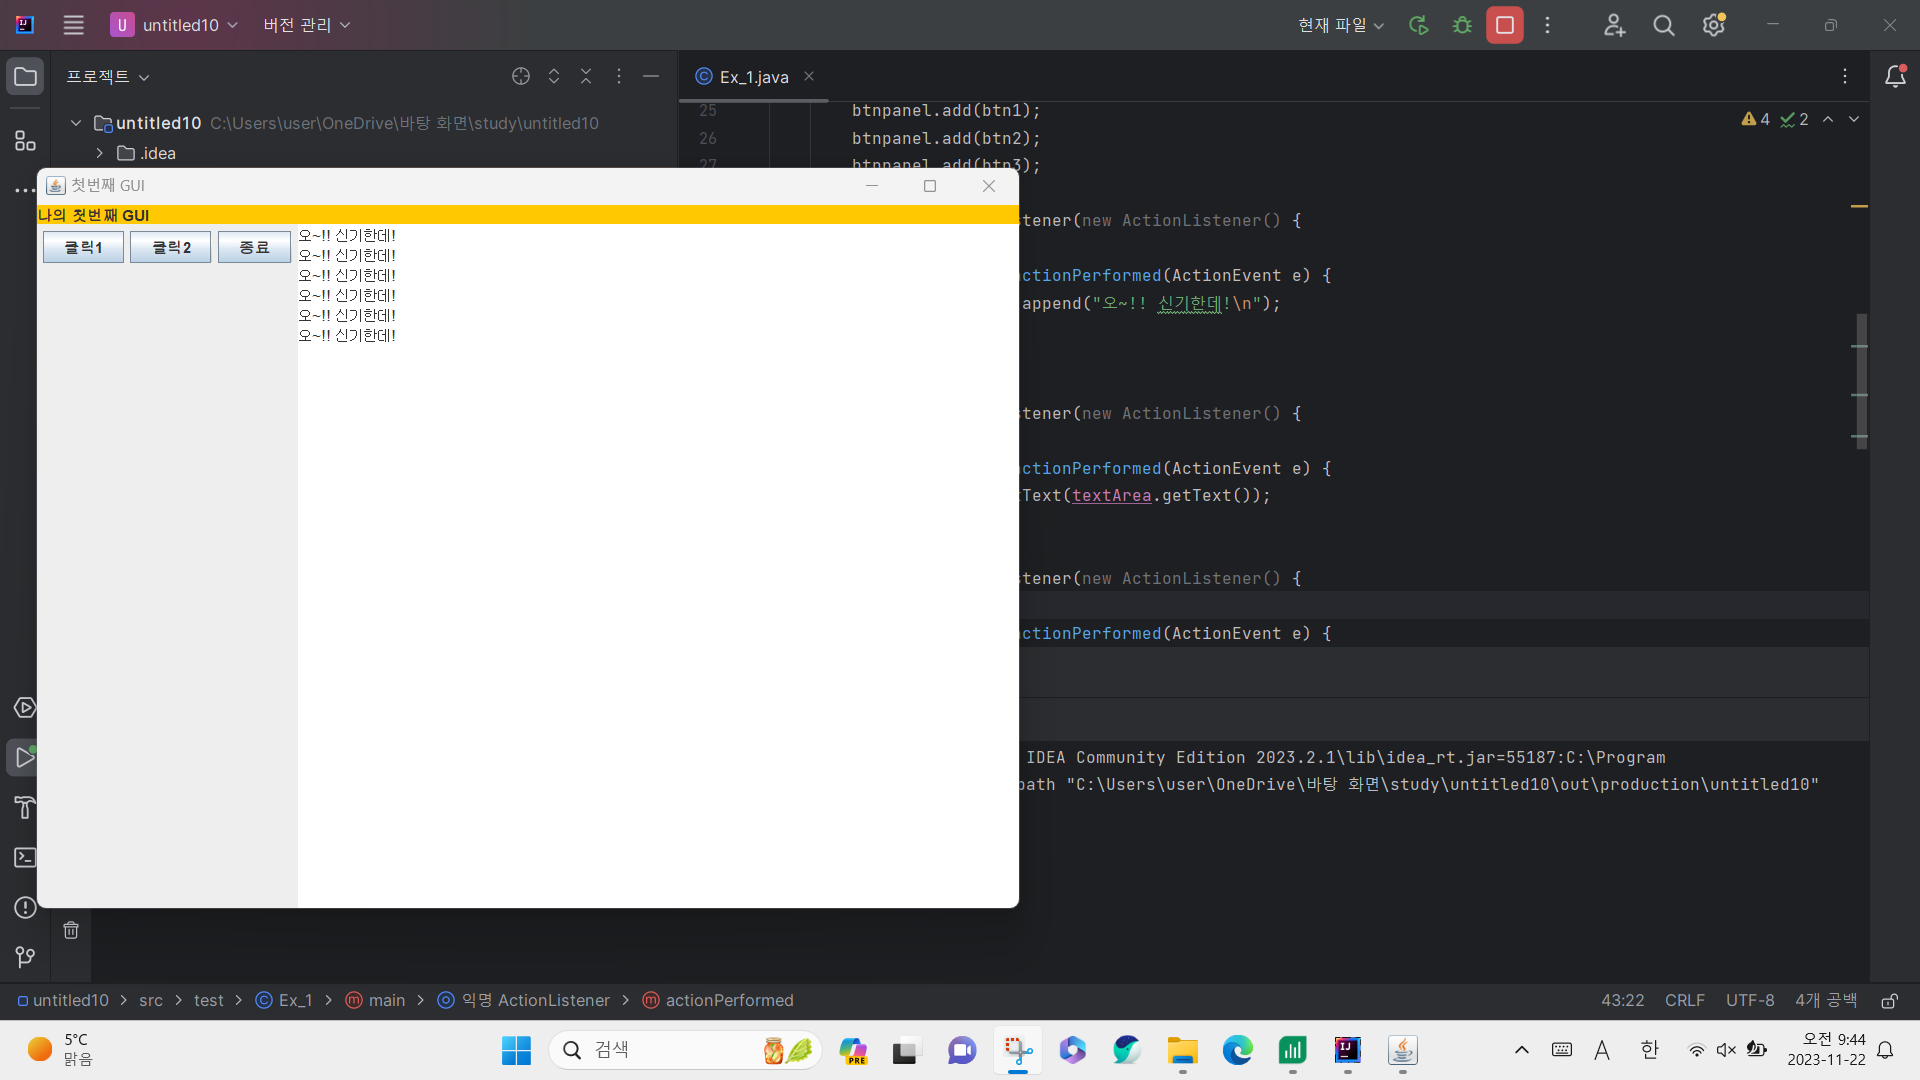 untitled10
버전 관리
현재 파일
프로젝트
untitled10 C:\Users\user\OneDrive\바탕 화면\study\untitled10
.idea
Ex_1.java
25 btnpanel.add(btn1);
26 btnpanel.add(btn2);
27 btnpanel.add(btn3);
4 2
tener(new ActionListener() {
actionPerformed(ActionEvent e) {
append("오~!! 신기한데!\n");
stener(new ActionListener() {
actionPerformed(ActionEvent e) {
tText(textArea.getText());
stener(new ActionListener() {
actionPerformed(ActionEvent e) {
IDEA Community Edition 2023.2.1\lib\idea_rt.jar=55187:C:\Program
path "C:\Users\user\OneDrive\바탕 화면\study\untitled10\out\production\untitled10"
첫번째 GUI
나의 첫번째 GUI
클릭1 클릭2 종료
오~!! 신기한데!
오~!! 신기한데!
오~!! 신기한데!
오~!! 신기한데!
오~!! 신기한데!
오~!! 신기한데!
untitled10 > src > test > Ex_1 > main > 익명 ActionListener > actionPerformed
43:22 CRLF UTF-8 4개 공백
5°C
맑음
검색
PRE
A 한
오전 9:44
2023-11-22